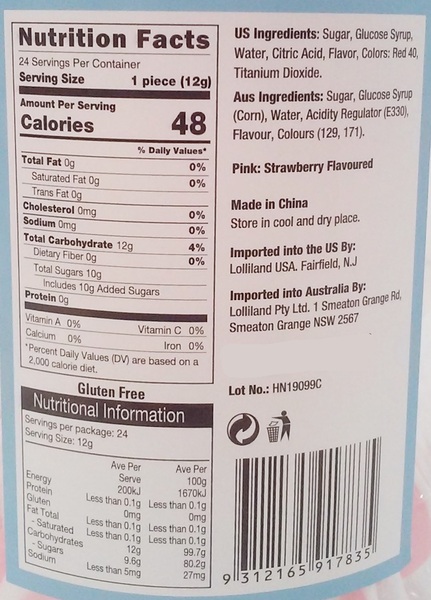 Nutrition Facts
24 Servings Per Container
Serving Size 1 piece (12g)
Amount Per Serving
Calories 48
% Daily Values*
Total Fat 0g 0%
Saturated Fat 0g 0%
Trans Fat 0g
Cholesterol 0mg 0%
Sodium 0mg 0%
Total Carbohydrate 12g 4%
Dietary Fiber 0g 0%
Total Sugars 10g
Includes 10g Added Sugars
Protein 0g
Vitamin A 0% Vitamin C 0%
Calcium 0% Iron 0%
*Percent Daily Values (DV) are based on a
2,000 calorie diet.
Gluten Free
Nutritional Information
Servings per package: 24
Serving Size: 12g
Ave Per Ave Per
Serve 100g
Energy 200kJ 1670kJ
Protein Less than 0.1g Less than 0.1g
Gluten 0mg 0mg
Fat Total Less than 0.1g Less than 0.1g
- Saturated Less than 0.1g Less than 0.1g
Carbohydrates 12g 99.7g
- Sugars 9.6g 80.2g
Sodium Less than 5mg 27mg
US Ingredients: Sugar, Glucose Syrup,
Water, Citric Acid, Flavor, Colors: Red 40,
Titanium Dioxide.
Aus Ingredients: Sugar, Glucose Syrup
(Corn), Water, Acidity Regulator (E330),
Flavour, Colours (129, 171).
Pink: Strawberry Flavoured
Made in China
Store in cool and dry place.
Imported into the US By:
Lolliland USA. Fairfield, N.J
Imported into Australia By:
Lolliland Pty Ltd. 1 Smeaton Grange Rd,
Smeaton Grange NSW 2567
Lot No.: HN19099C
9 312165 917835